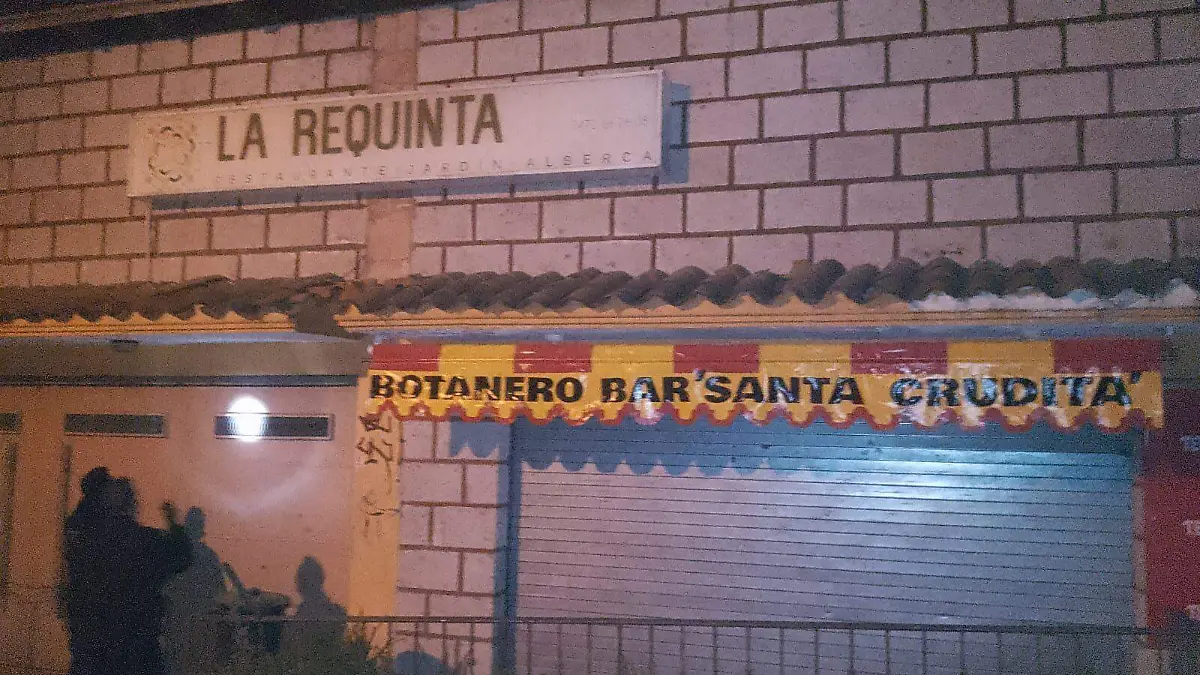 LA REQUINTA
RESTAURANTE JARDIN ALBERCA
BOTANERO BAR 'SANTA CRUDITA'